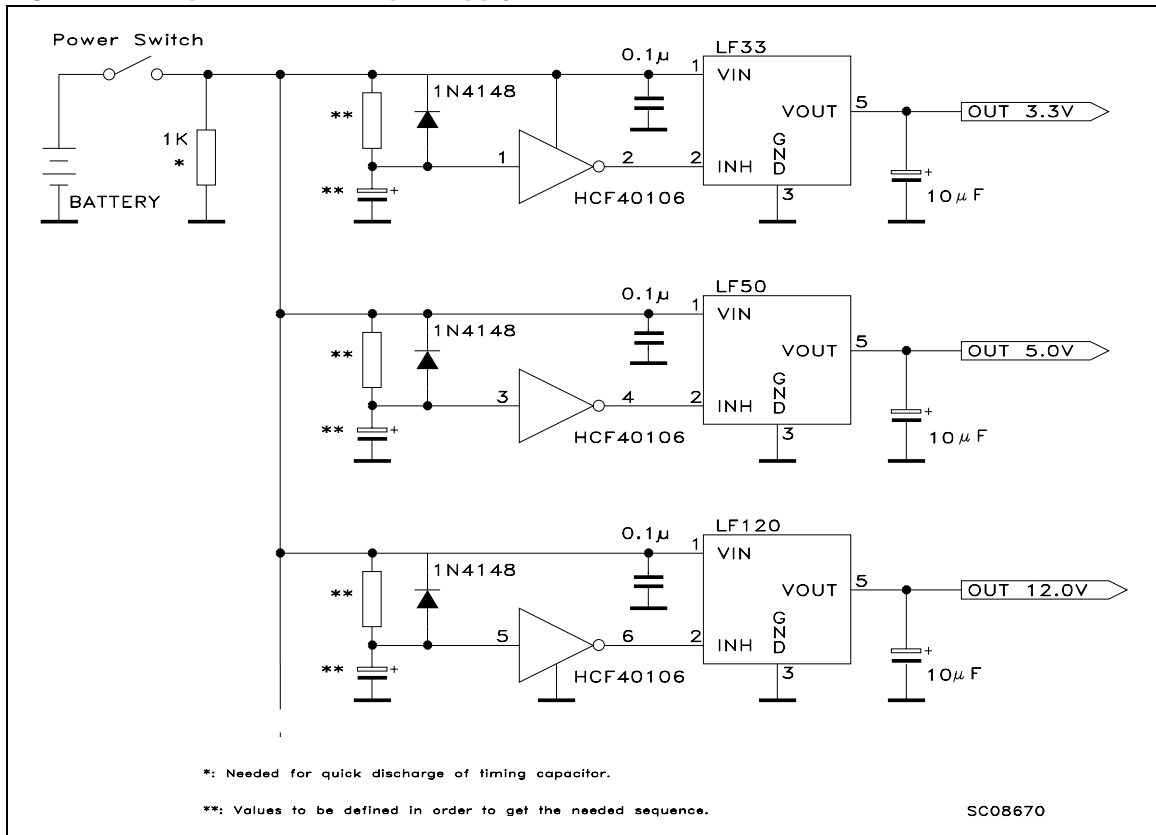 Power Switch
1K
*
BATTERY
**
**
1N4148
1
2
HCF40106
0.1μ
LF33
1
VIN
VOUT
5
2
INH
GND
3
OUT 3.3V
+
10μF
+
**
**
1N4148
3
4
HCF40106
0.1μ
LF50
1
VIN
VOUT
5
2
INH
GND
3
OUT 5.0V
+
10μF
+
**
**
1N4148
5
6
HCF40106
0.1μ
LF120
1
VIN
VOUT
5
2
INH
GND
3
OUT 12.0V
+
10μF
+
*: Needed for quick discharge of timing capacitor.
**: Values to be defined in order to get the needed sequence.
SC08670